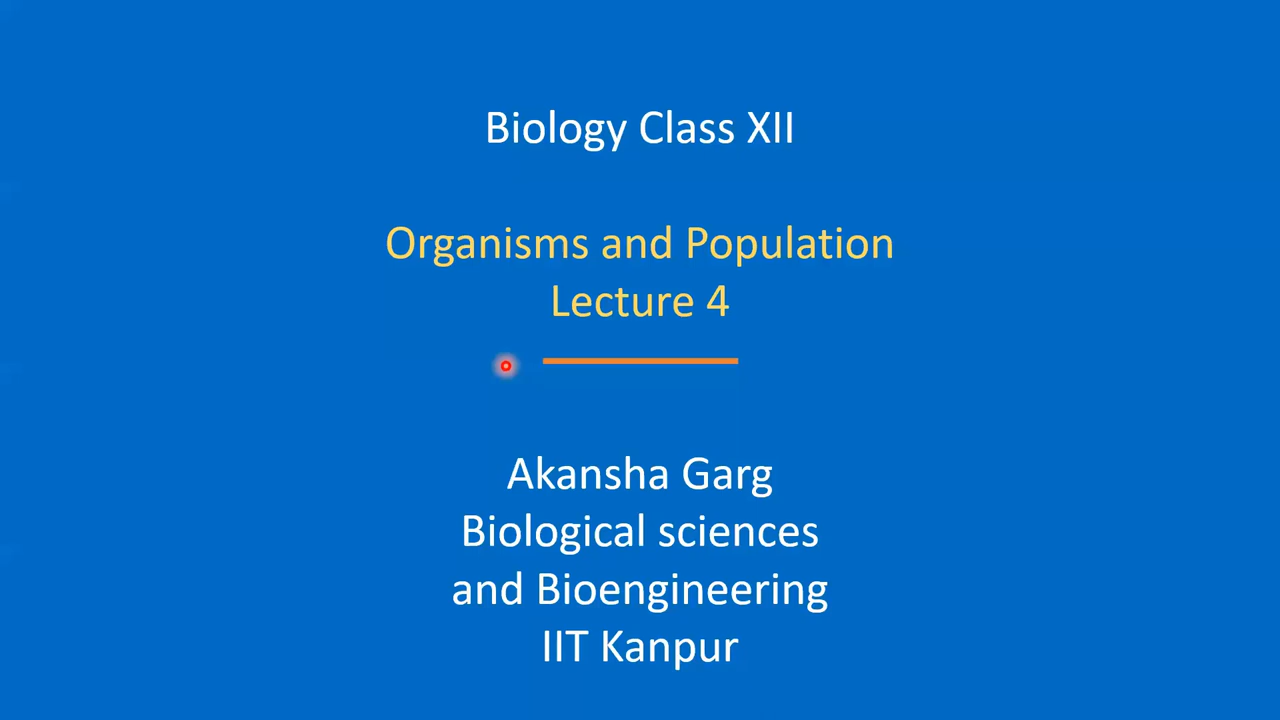 Biology Class XII
Organisms and Population
Lecture 4
Akansha Garg
Biological sciences
and Bioengineering
IIT Kanpur